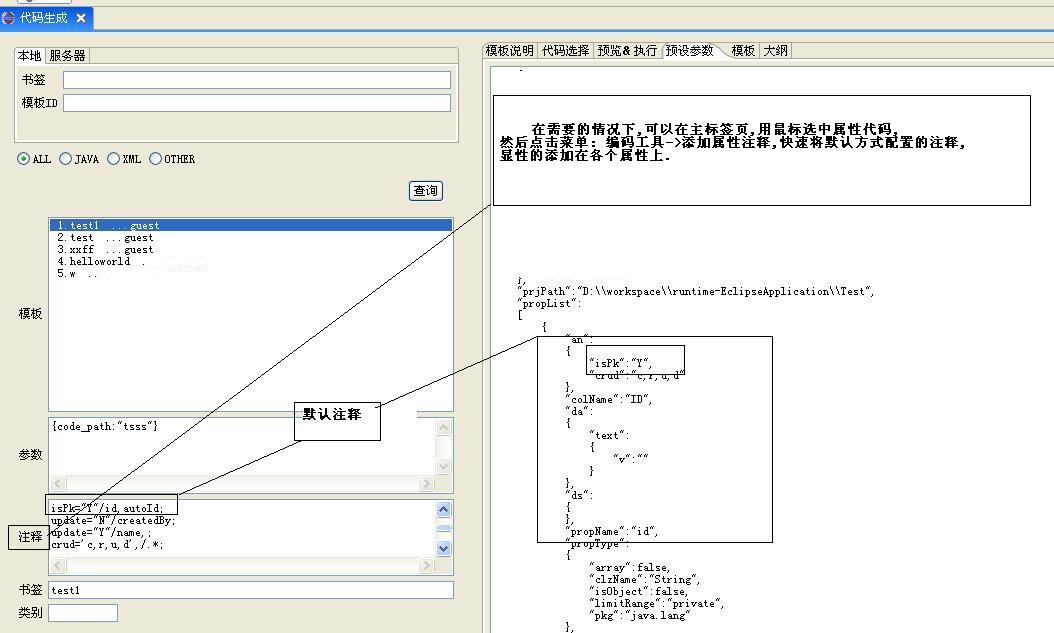 代码生成
本地 服务器
书签
模板ID
ALL JAVA XML OTHER
查询
模板
1.test1 ...guest
2.test ...guest
3.xxff ...guest
4.helloworld .
5.w ..
默认注释
参数
{code_path:"tsss"}
注释
isPk="Y"/id,autoId;
update="N"/createdBy;
update="Y"/name,;
crud='c,r,u,d',/.*;
书签
test1
类别
模板说明 代码选择 预览&执行 预设参数 模板 大纲
在需要的情况下,可以在主标签页,用鼠标选中属性代码,
然后点击菜单: 编码工具->添加属性注释,快速将默认方式配置的注释,
显性的添加在各个属性上.
},
"prjPath":"D:\\workspace\\runtime-EclipseApplication\\Test",
"propList":
[
{
"an":
{
"isPk":"Y",
"crud":"c,r,u,d"
},
"colName":"ID",
"da":
{
"text":
{
"v":""
}
},
"ds":
{
},
"propName":"id",
"propType":
{
"array":false,
"clzName":"String",
"isObject":false,
"limitRange":"private",
"pkg":"java.lang"
},